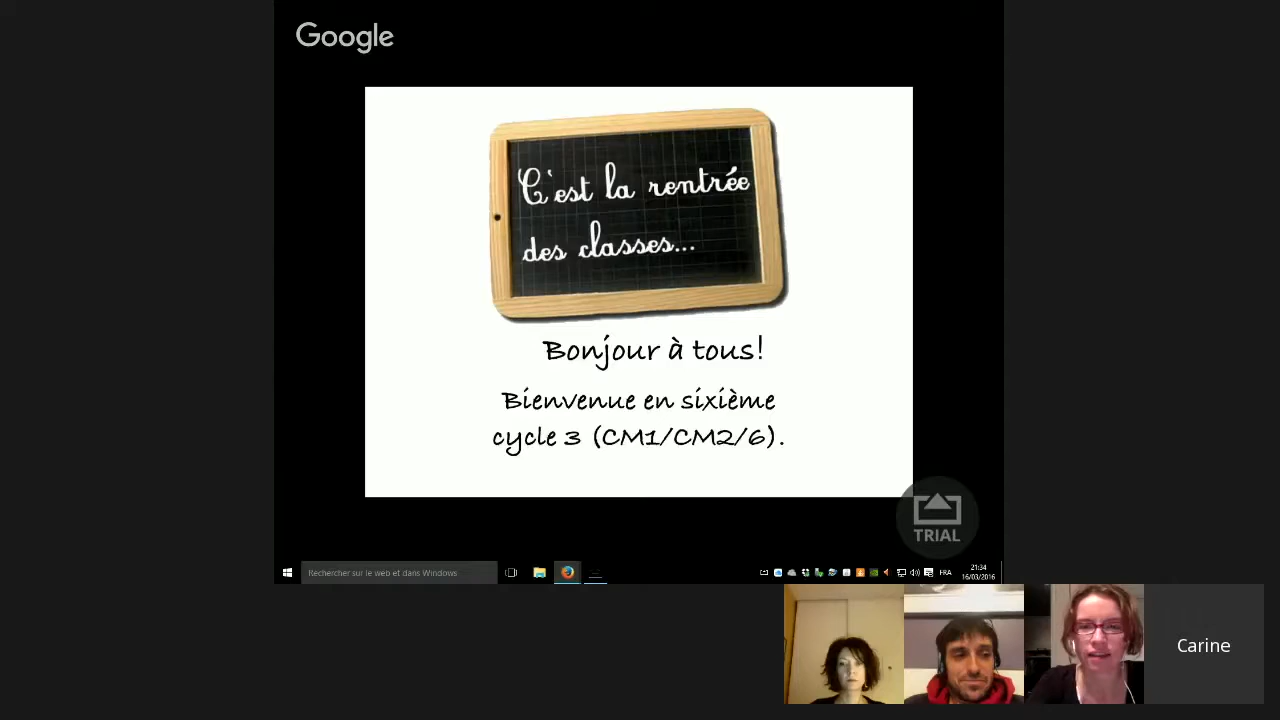 Google
C'est la rentrée
des classes...
Bonjour à tous!
Bienvenue en sixième
cycle 3 (CM1/CM2/6).
TRIAL
Rechercher sur le web et dans Windows
FRA
21:34
16/03/2016
Carine